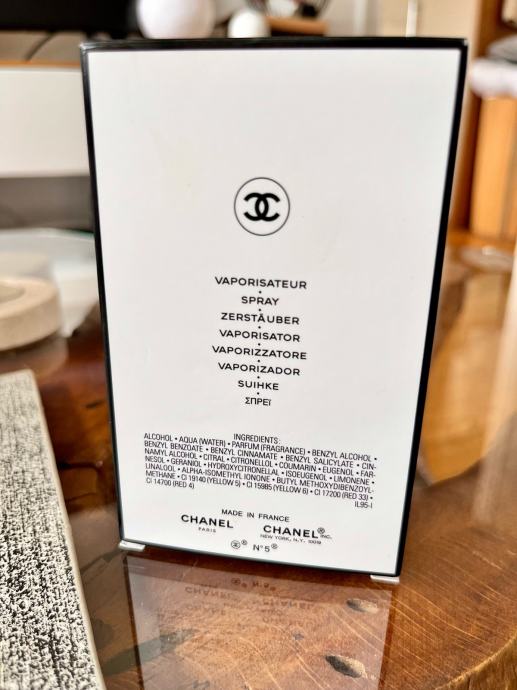 VAPORISATEUR
•
SPRAY
•
ZERSTÄUBER
•
VAPORISATOR
•
VAPORIZZATORE
•
VAPORIZADOR
•
SUIHKE
•
ΣΠΡΕΪ
INGREDIENTS:
ALCOHOL • AQUA (WATER) • PARFUM (FRAGRANCE) • BENZYL ALCOHOL •
BENZYL BENZOATE • BENZYL CINNAMATE • BENZYL SALICYLATE • CIN-
NAMYL ALCOHOL • CITRAL • CITRONELLOL • COUMARIN • EUGENOL • FAR-
NESOL • GERANIOL • HYDROXYCITRONELLAL • ISOEUGENOL • LIMONENE •
LINALOOL • ALPHA-ISOMETHYL IONONE • BUTYL METHOXYDIBENZOYL-
METHANE • CI 19140 (YELLOW 5) • CI 15985 (YELLOW 6) • CI 17200 (RED 33) •
CI 14700 (RED 4) IL95-I
MADE IN FRANCE
CHANEL CHANEL® INC.
PARIS NEW YORK, N.Y. 10019
® N°5®